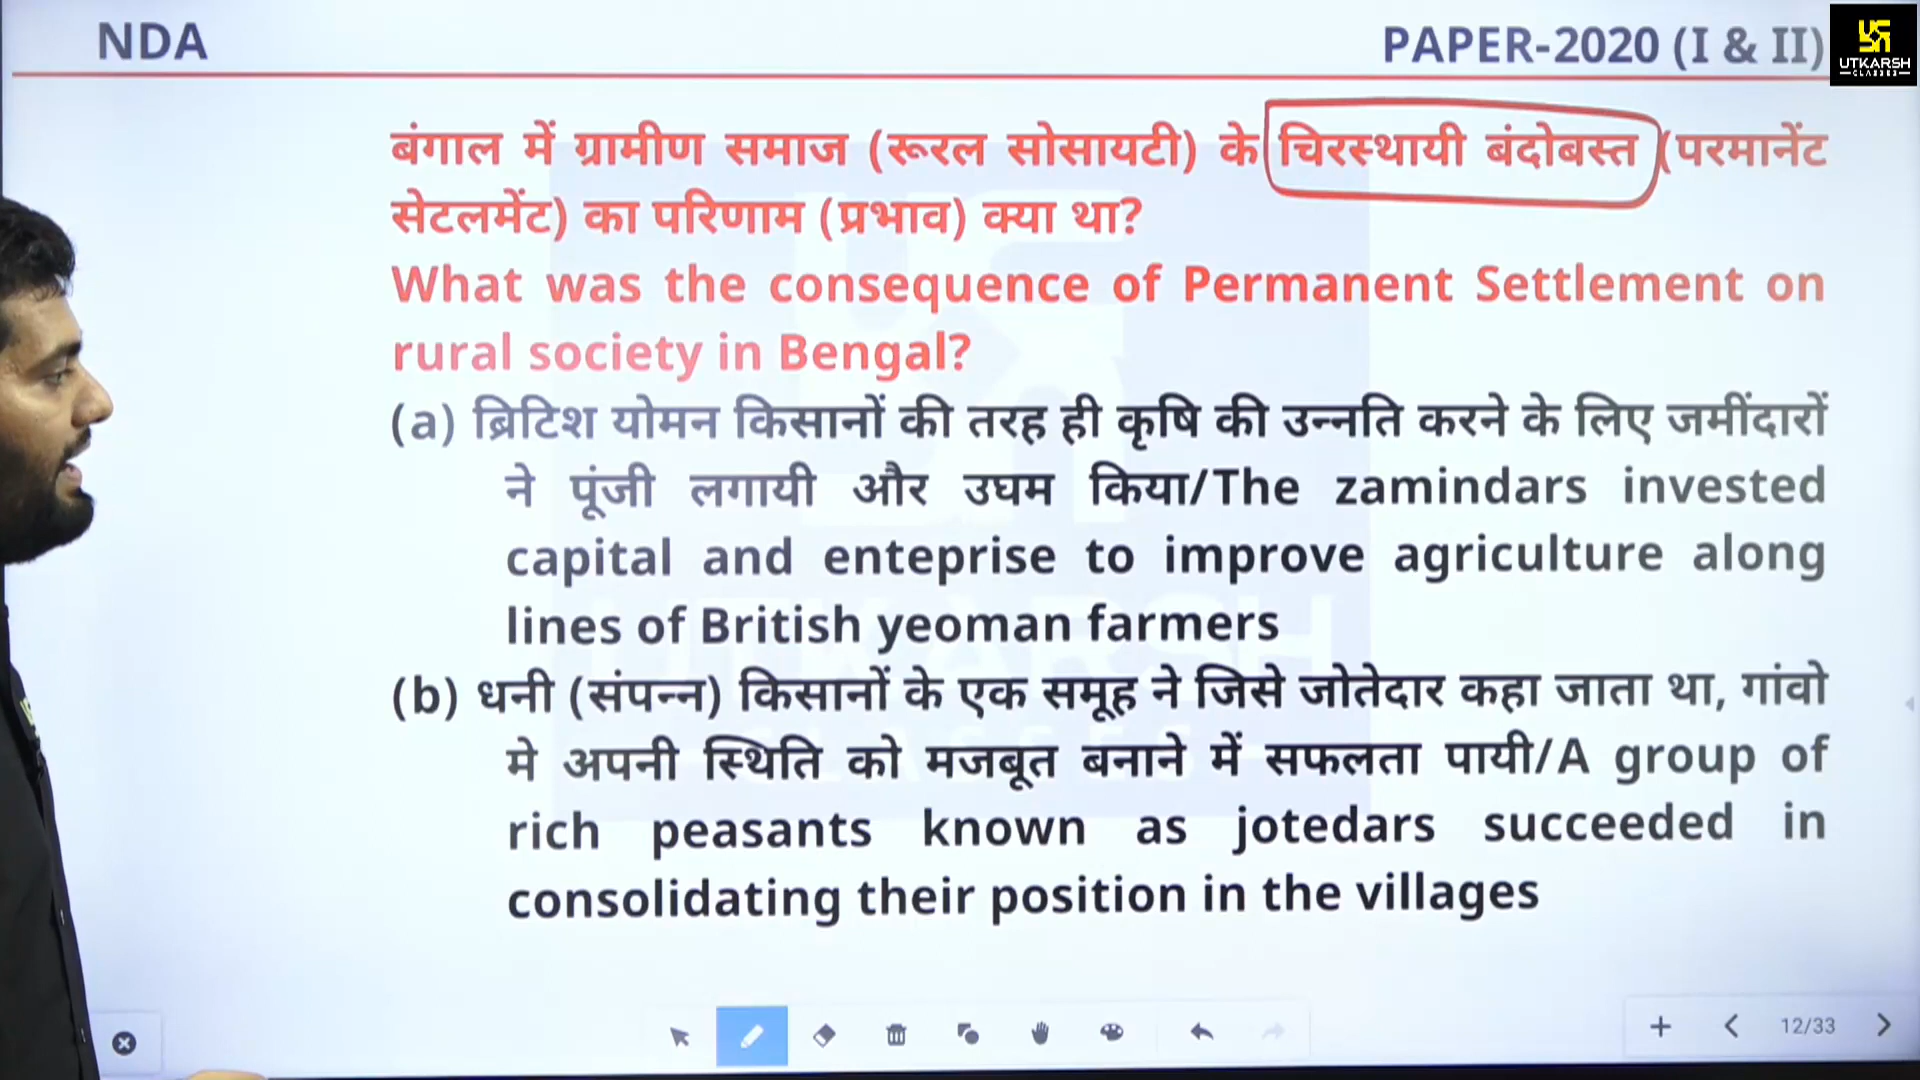 NDA
PAPER-2020 (I & II)
UTKARSH
CLASSES
बंगाल में ग्रामीण समाज (रूरल सोसायटी) के चिरस्थायी बंदोबस्त (परमानेंट
सेटलमेंट) का परिणाम (प्रभाव) क्या था?
What was the consequence of Permanent Settlement on
rural society in Bengal?
(a) ब्रिटिश योमन किसानों की तरह ही कृषि की उन्नति करने के लिए जमींदारों
ने पूंजी लगायी और उघम किया/The zamindars invested
capital and enteprise to improve agriculture along
lines of British yeoman farmers
(b) धनी (संपन्न) किसानों के एक समूह ने जिसे जोतेदार कहा जाता था, गांवो
मे अपनी स्थिति को मजबूत बनाने में सफलता पायी/A group of
rich peasants known as jotedars succeeded in
consolidating their position in the villages
12/33